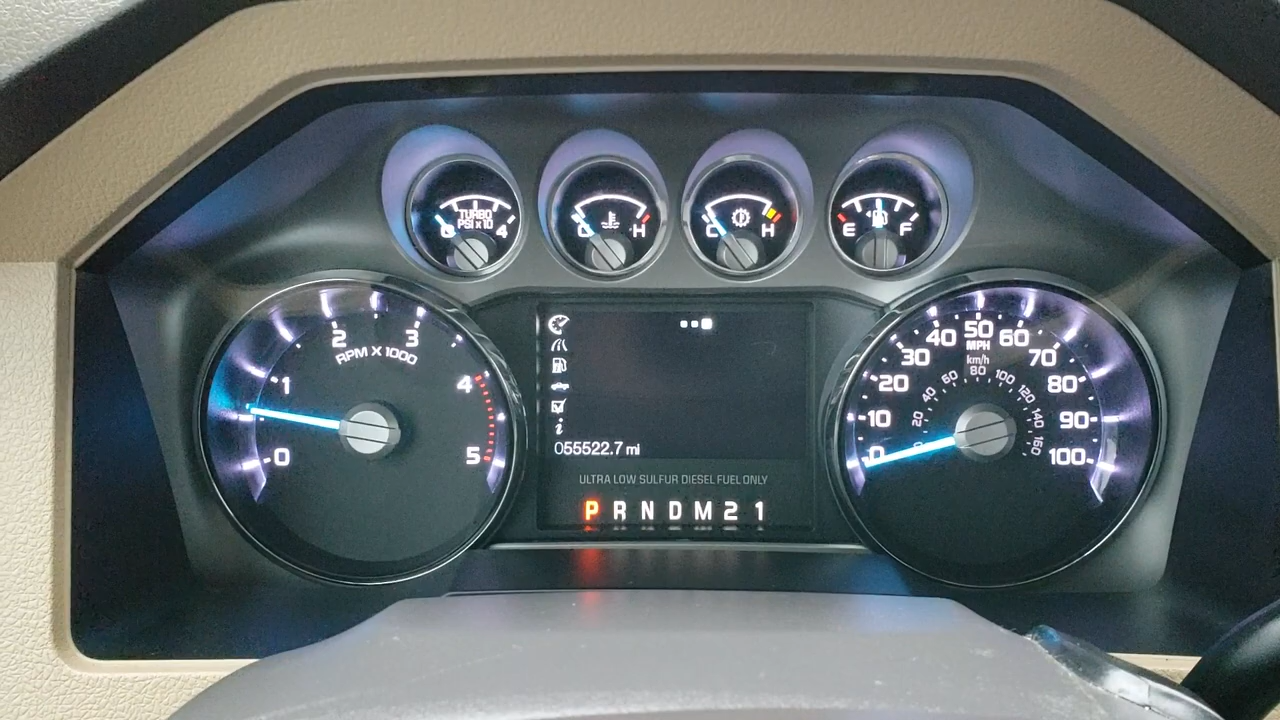 TURBO
PSI x 10
0 4
C H
C H
E F
0 1 2 3 4 5
RPM X 1000
055522.7 mi
ULTRA LOW SULFUR DIESEL FUEL ONLY
P R N D M 2 1
0 10 20 30 40 50 60 70 80 90 100
MPH
km/h
0 20 40 60 80 100 120 140 160